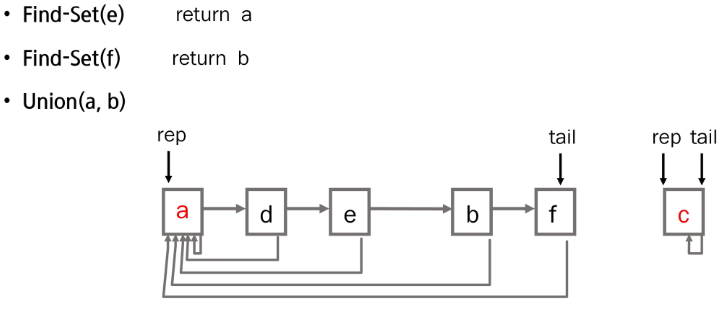 • Find-Set(e) return a
• Find-Set(f) return b
• Union(a, b)
rep tail rep tail
a d e b f c